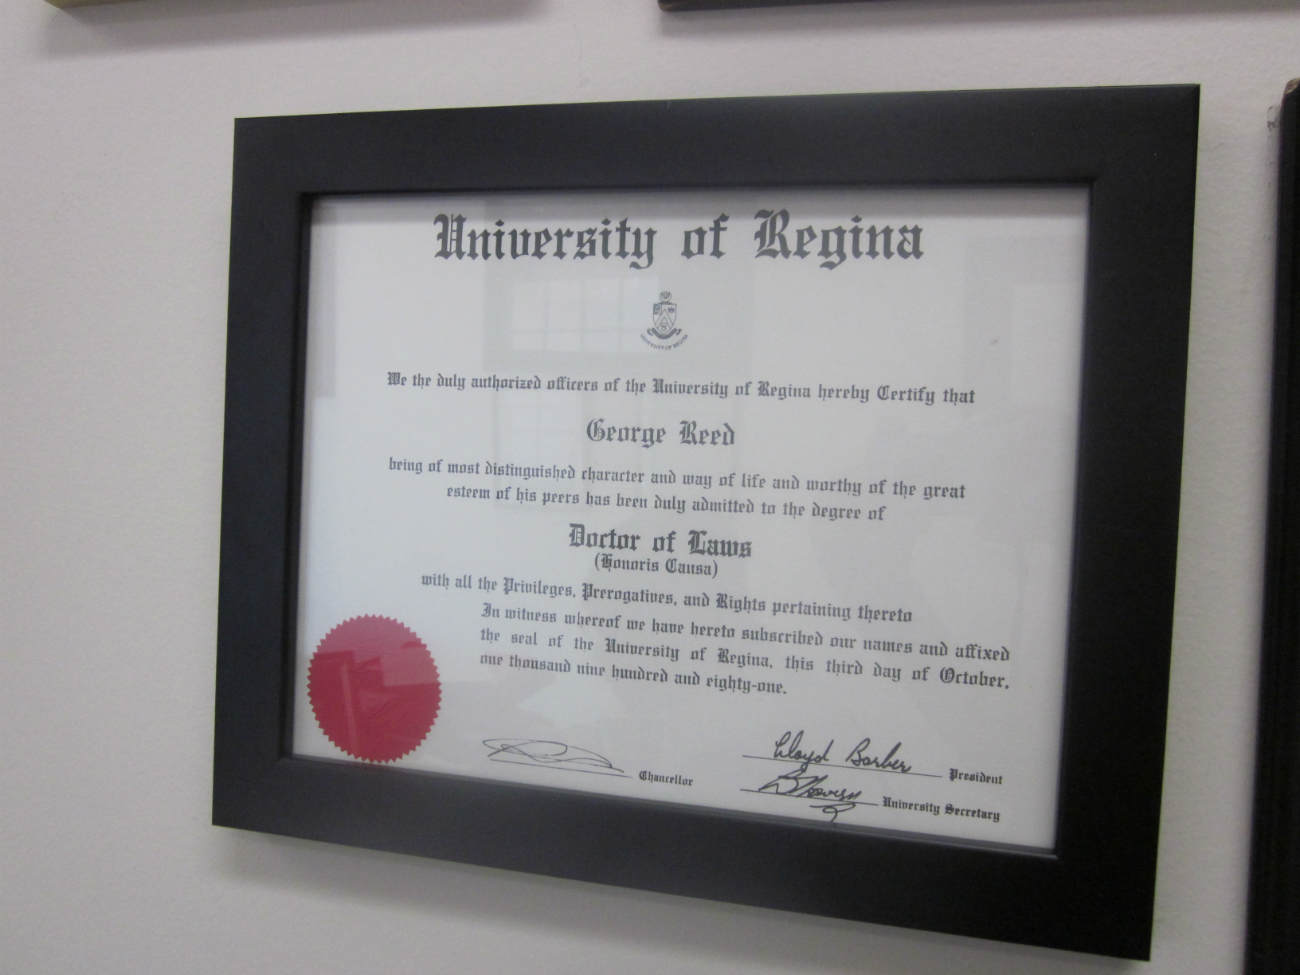 University of Regina
UNIVERSITY OF REGINA
We the duly authorized officers of the University of Regina hereby Certify that
George Reed
being of most distinguished character and way of life and worthy of the great
esteem of his peers has been duly admitted to the degree of
Doctor of Laws
(Honoris Causa)
with all the Privileges, Prerogatives, and Rights pertaining thereto
In witness whereof we have hereto subscribed our names and affixed
the seal of the University of Regina, this third day of October,
one thousand nine hundred and eighty-one.
Lloyd Barber President
Chancellor
University Secretary